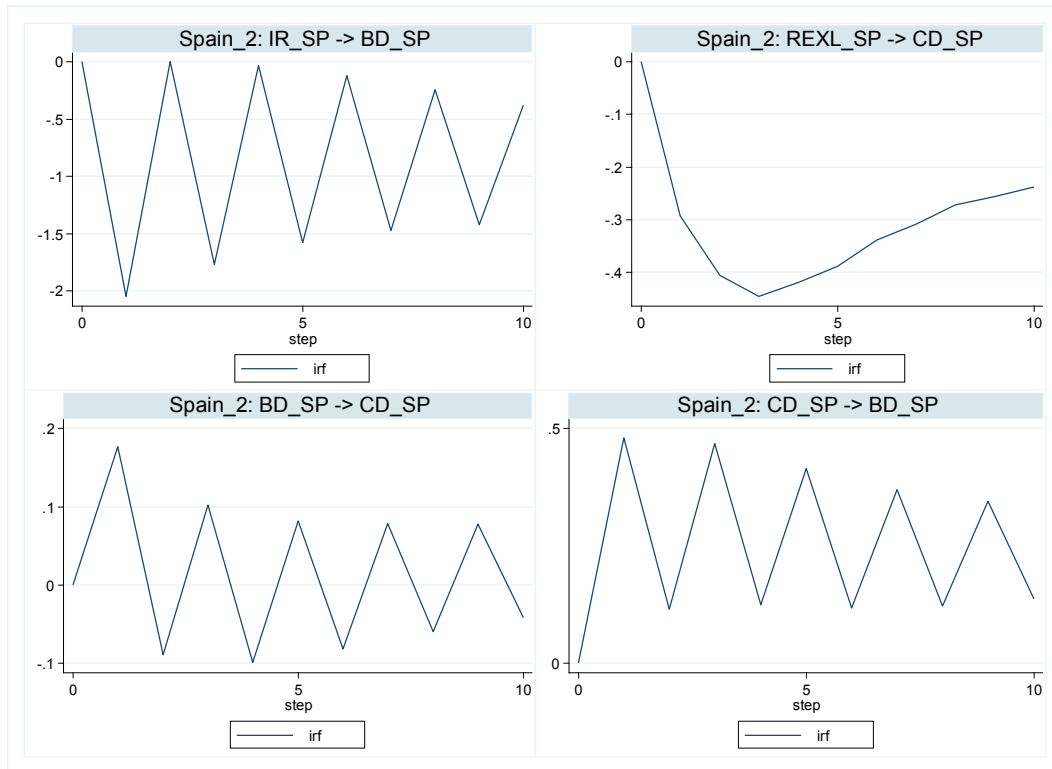 Spain_2: IR_SP -> BD_SP
0
-.5
-1
-1.5
-2
0 5 10
step
irf
Spain_2: REXL_SP -> CD_SP
0
-.1
-.2
-.3
-.4
0 5 10
step
irf
Spain_2: BD_SP -> CD_SP
.2
.1
0
-.1
0 5 10
step
irf
Spain_2: CD_SP -> BD_SP
.5
0
0 5 10
step
irf